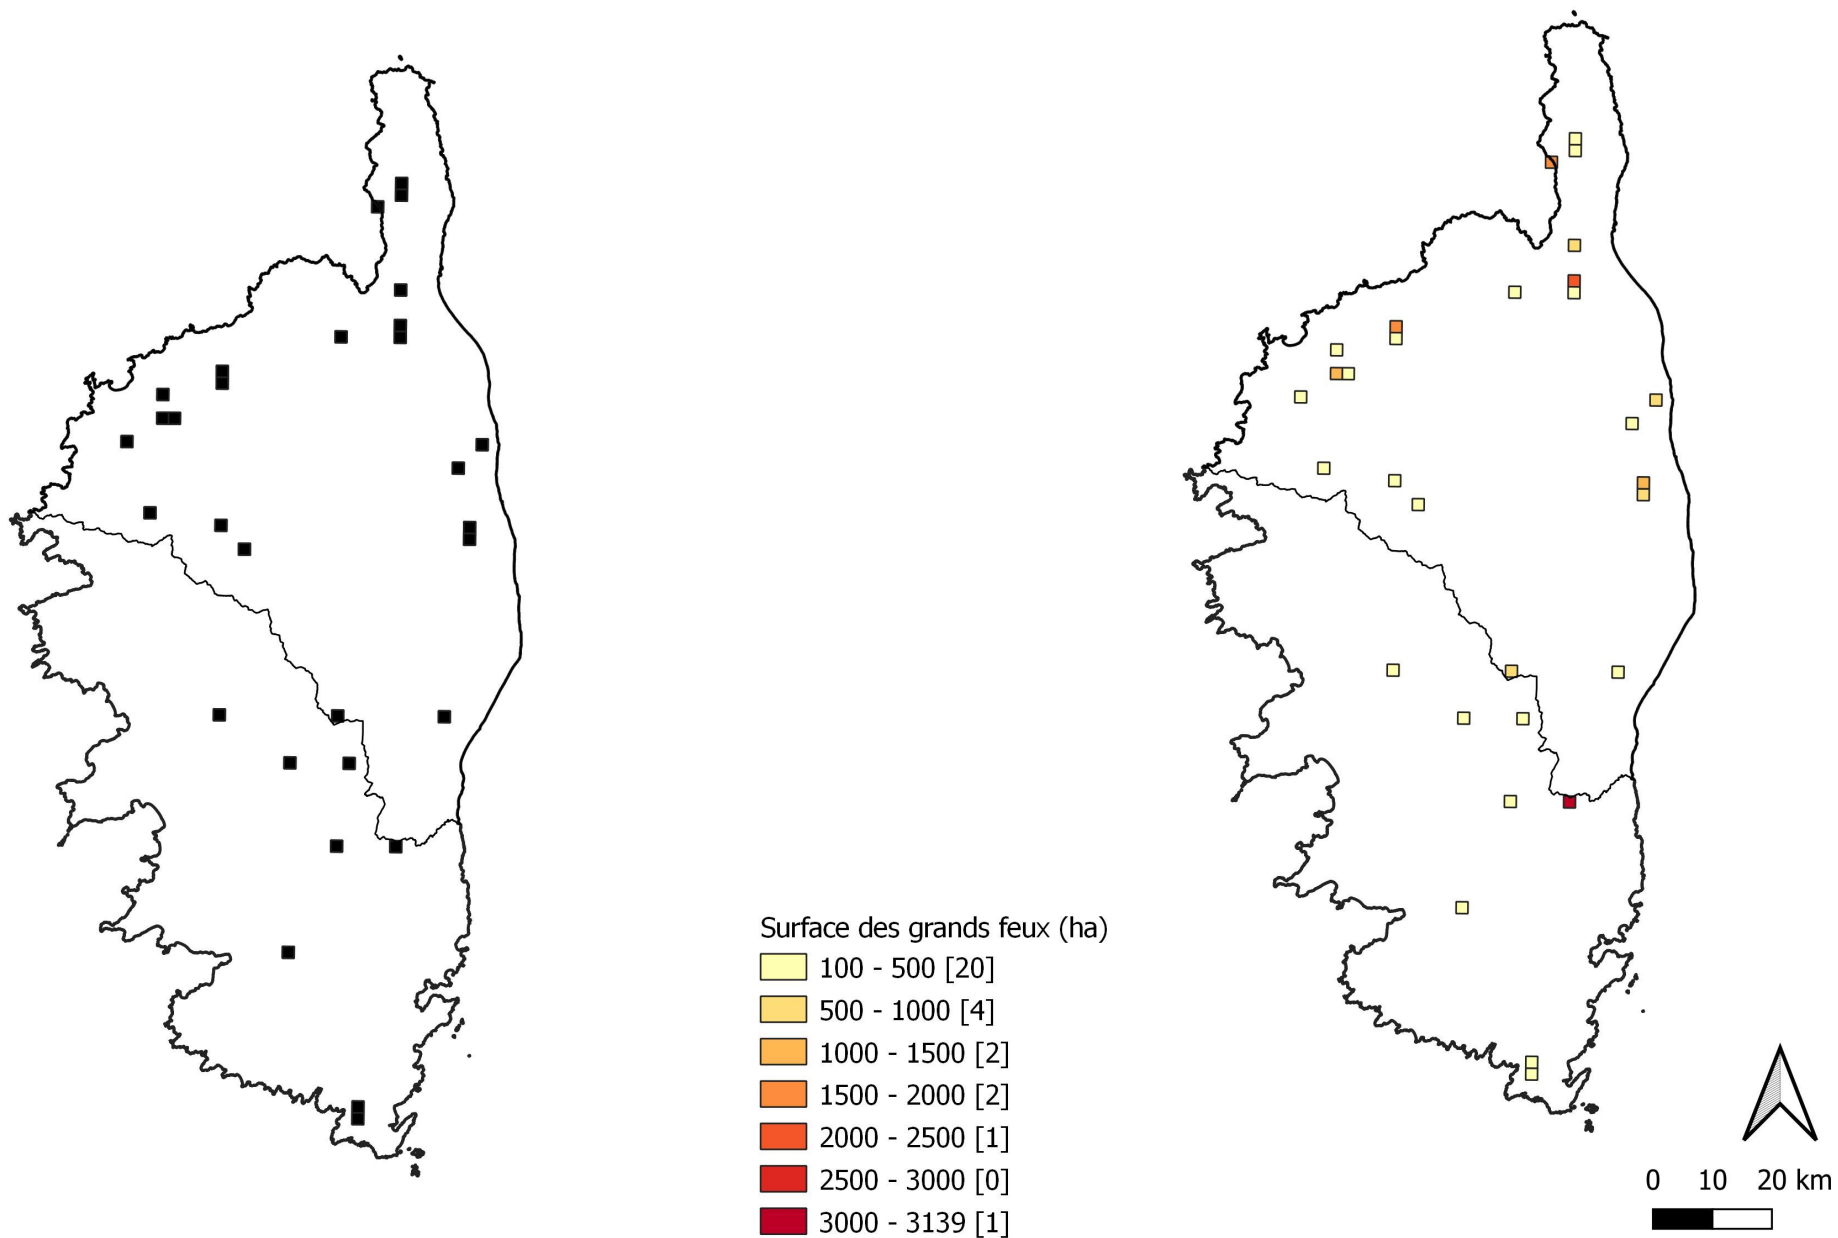 Surface des grands feux (ha)
100 - 500 [20]
500 - 1000 [4]
1000 - 1500 [2]
1500 - 2000 [2]
2000 - 2500 [1]
2500 - 3000 [0]
3000 - 3139 [1]
0 10 20 km